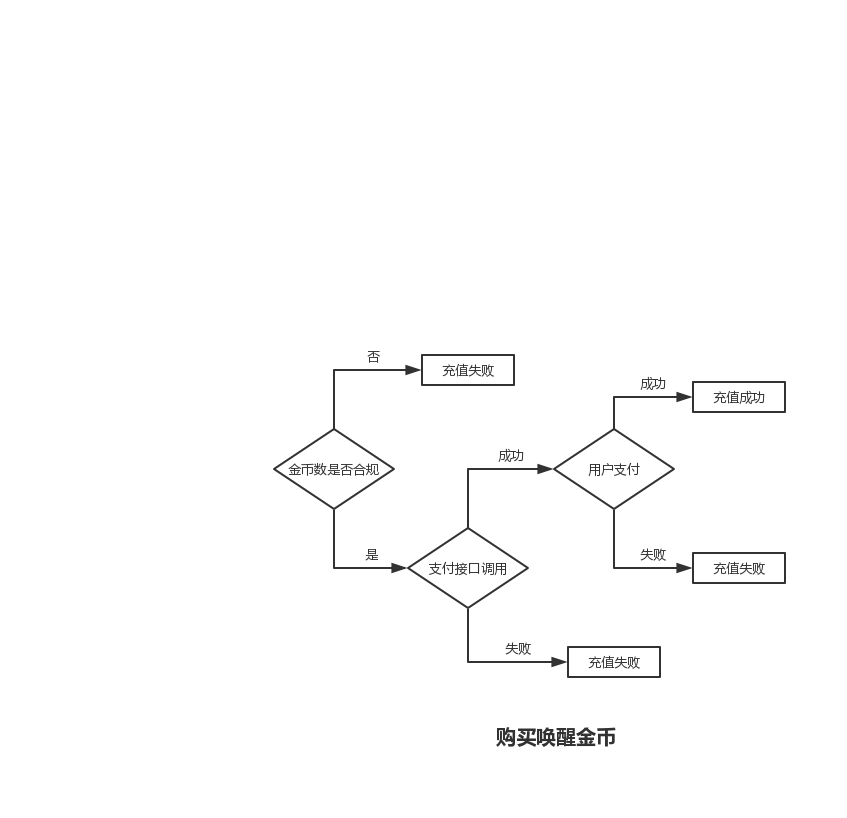 否
充值失败
成功
充值成功
金币数是否合规
成功
用户支付
是
支付接口调用
失败
充值失败
失败
充值失败
购买唤醒金币